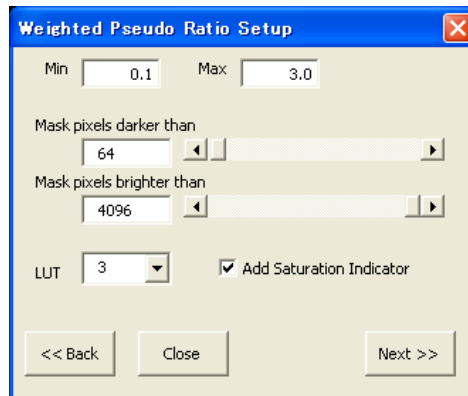 Weighted Pseudo Ratio Setup
Min 0.1 Max 3.0
Mask pixels darker than
64
Mask pixels brighter than
4096
LUT 3 Add Saturation Indicator
<< Back Close Next >>